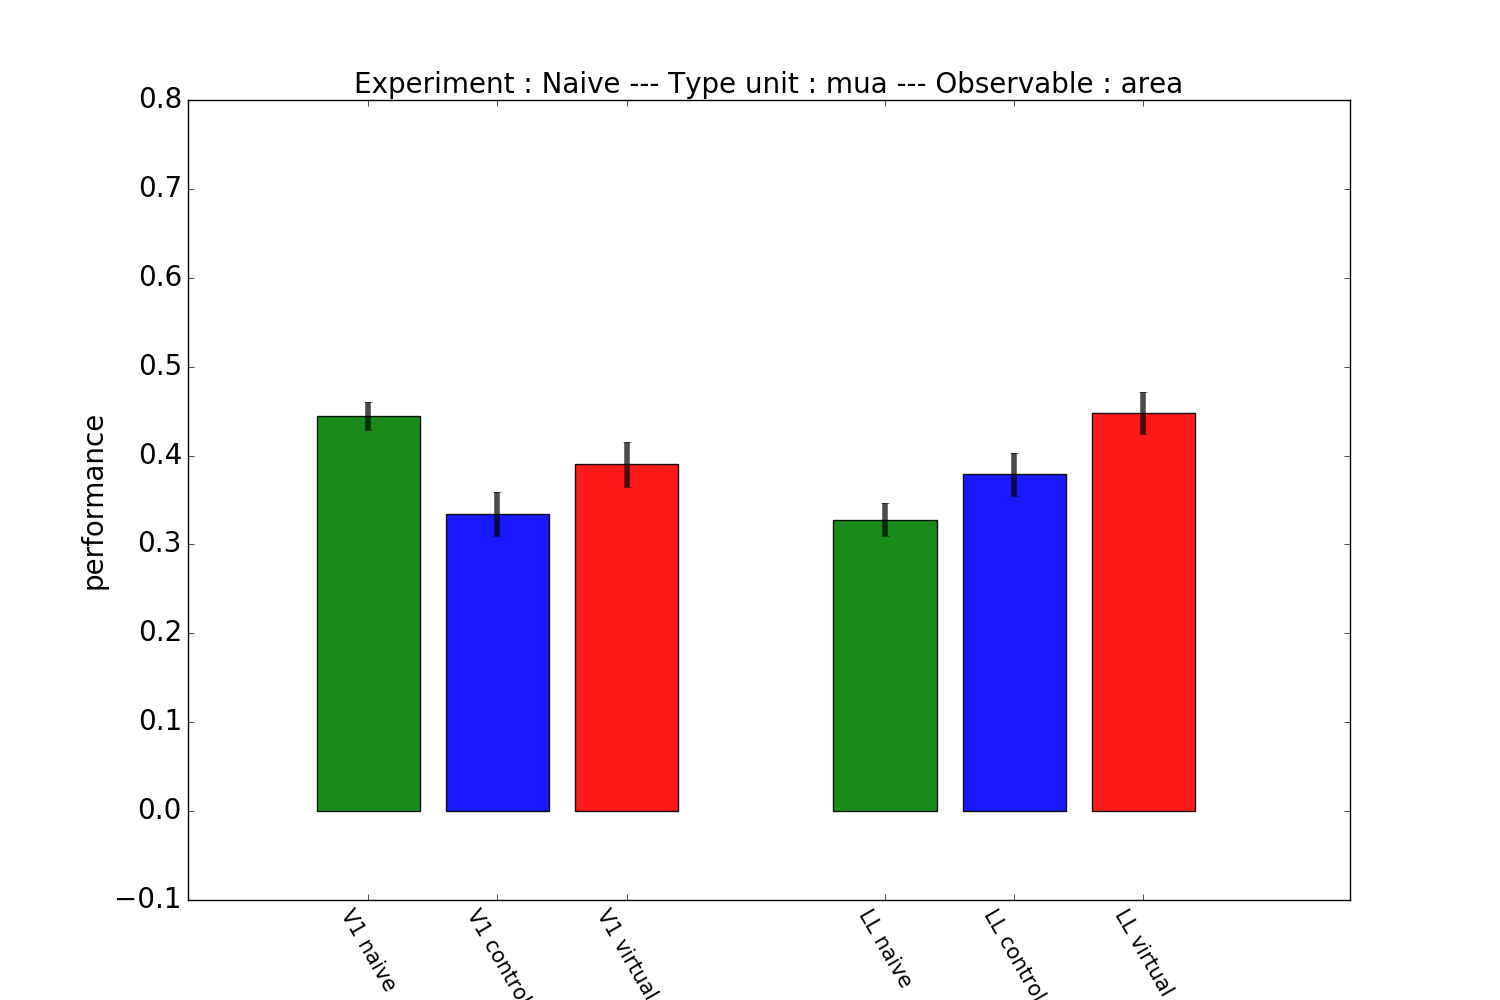 Experiment : Naive --- Type unit : mua --- Observable : area
0.8
0.7
0.6
0.5
0.4
0.3
0.2
0.1
0.0
−0.1
performance
V1 naive
V1 control
V1 virtual
LL naive
LL control
LL virtual